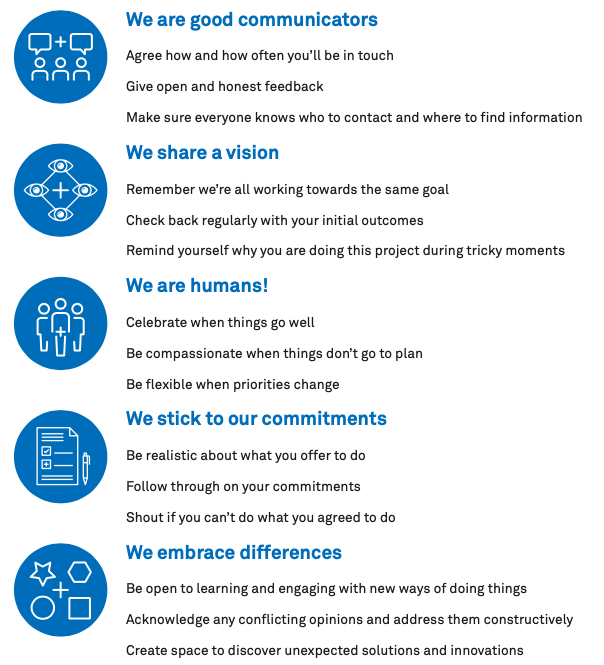 We are good communicators
Agree how and how often you'll be in touch
Give open and honest feedback
Make sure everyone knows who to contact and where to find information
We share a vision
Remember we're all working towards the same goal
Check back regularly with your initial outcomes
Remind yourself why you are doing this project during tricky moments
We are humans!
Celebrate when things go well
Be compassionate when things don't go to plan
Be flexible when priorities change
We stick to our commitments
Be realistic about what you offer to do
Follow through on your commitments
Shout if you can't do what you agreed to do
We embrace differences
Be open to learning and engaging with new ways of doing things
Acknowledge any conflicting opinions and address them constructively
Create space to discover unexpected solutions and innovations